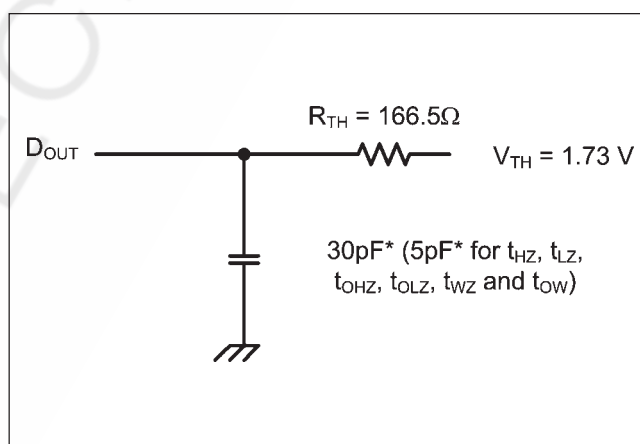 R_TH = 166.5Ω
D_OUT
V_TH = 1.73 V
30pF* (5pF* for t_HZ, t_LZ,
t_OHZ, t_OLZ, t_WZ and t_OW)